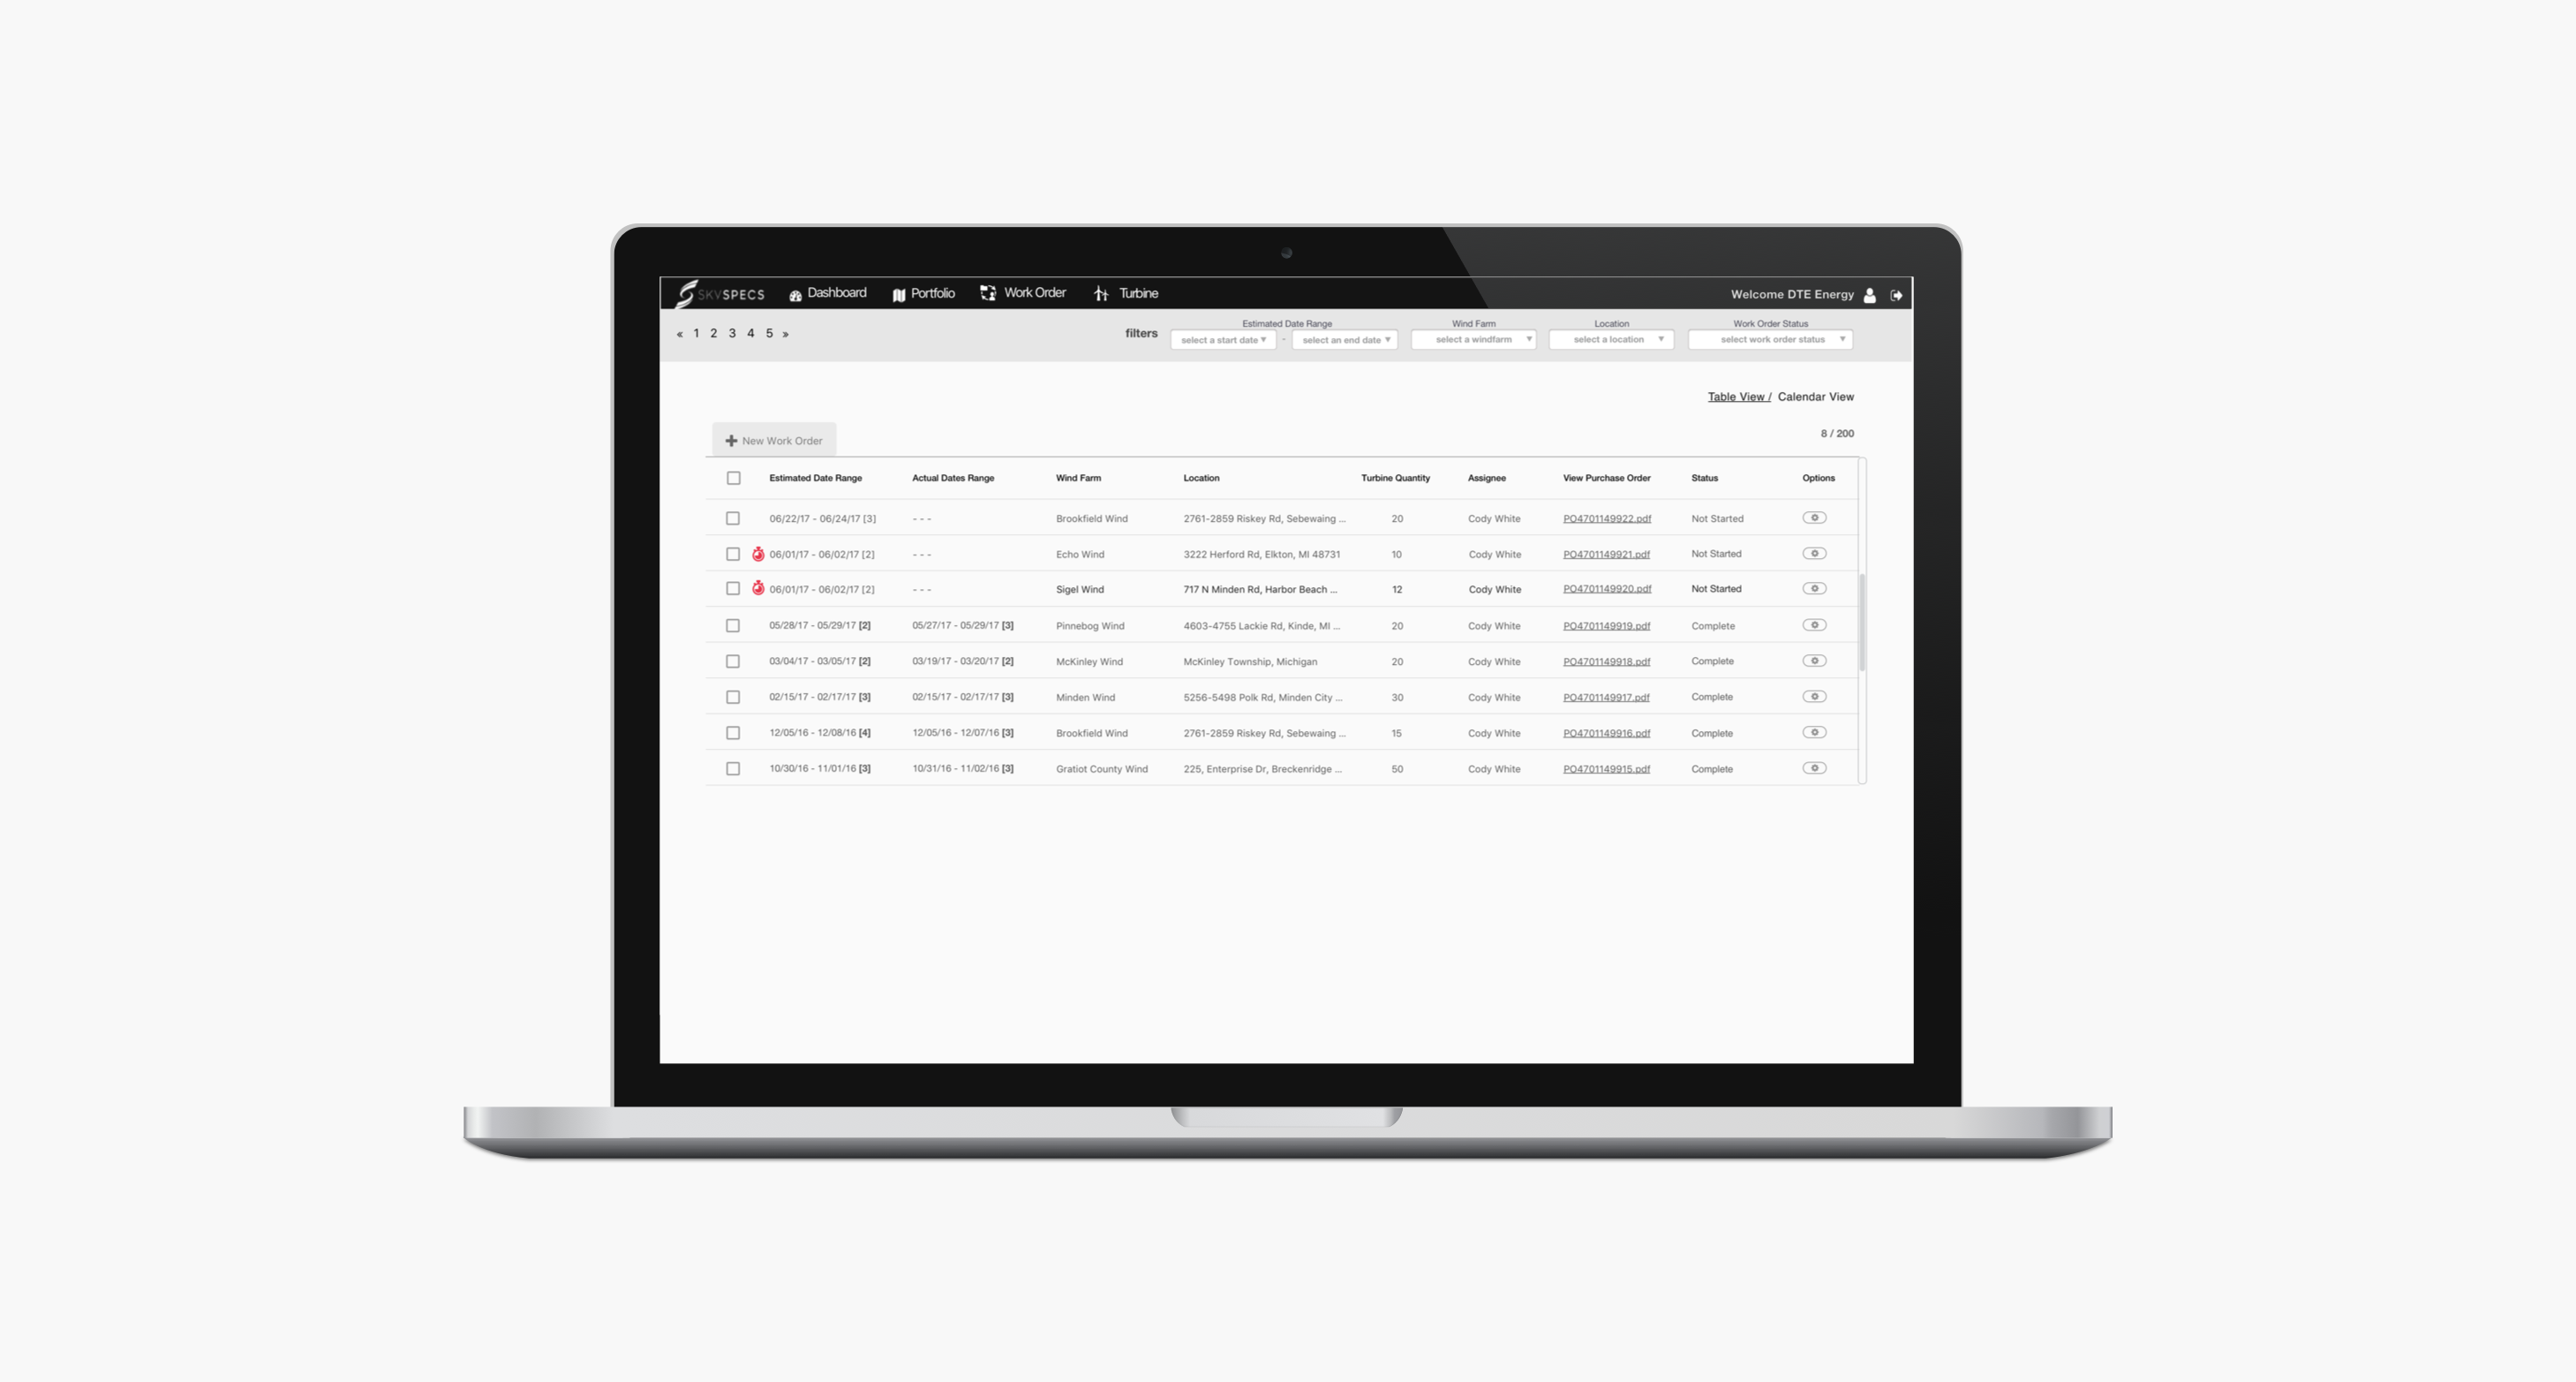 SKYSPECS Dashboard Portfolio Work Order Turbine Welcome DTE Energy
« 1 2 3 4 5 » filters
Estimated Date Range Wind Farm Location Work Order Status
select a start date ▼ - select an end date ▼ select a windfarm ▼ select a location ▼ select work order status ▼
Table View / Calendar View
New Work Order 8 / 200
Estimated Date Range Actual Dates Range Wind Farm Location Turbine Quantity Assignee View Purchase Order Status Options
06/22/17 - 06/24/17 [3] - - - Brookfield Wind 2761-2859 Riskey Rd, Sebewaing ... 20 Cody White PO4701149922.pdf Not Started
06/01/17 - 06/02/17 [2] - - - Echo Wind 3222 Herford Rd, Elkton, MI 48731 10 Cody White PO4701149921.pdf Not Started
06/01/17 - 06/02/17 [2] - - - Sigel Wind 717 N Minden Rd, Harbor Beach ... 12 Cody White PO4701149920.pdf Not Started
05/28/17 - 05/29/17 [2] 05/27/17 - 05/29/17 [3] Pinnebog Wind 4603-4755 Lackie Rd, Kinde, MI ... 20 Cody White PO4701149919.pdf Complete
03/04/17 - 03/05/17 [2] 03/19/17 - 03/20/17 [2] McKinley Wind McKinley Township, Michigan 20 Cody White PO4701149918.pdf Complete
02/15/17 - 02/17/17 [3] 02/15/17 - 02/17/17 [3] Minden Wind 5256-5498 Polk Rd, Minden City ... 30 Cody White PO4701149917.pdf Complete
12/05/16 - 12/08/16 [4] 12/05/16 - 12/07/16 [3] Brookfield Wind 2761-2859 Riskey Rd, Sebewaing ... 15 Cody White PO4701149916.pdf Complete
10/30/16 - 11/01/16 [3] 10/31/16 - 11/02/16 [3] Gratiot County Wind 225, Enterprise Dr, Breckenridge ... 50 Cody White PO4701149915.pdf Complete